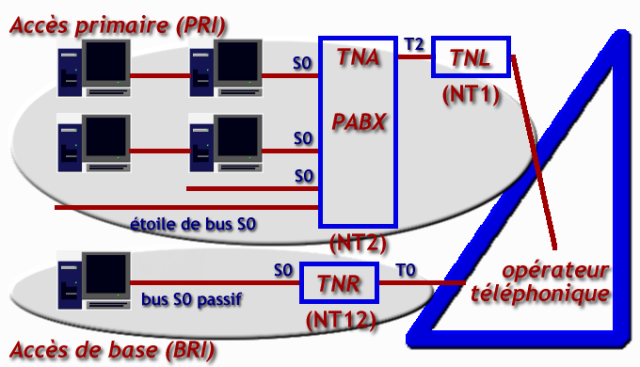 Accès primaire (PRI)
S0
TNA
T2
TNL
(NT1)
PABX
S0
S0
étoile de bus S0
(NT2)
S0
TNR
T0
opérateur
téléphonique
bus S0 passif
(NT12)
Accès de base (BRI)